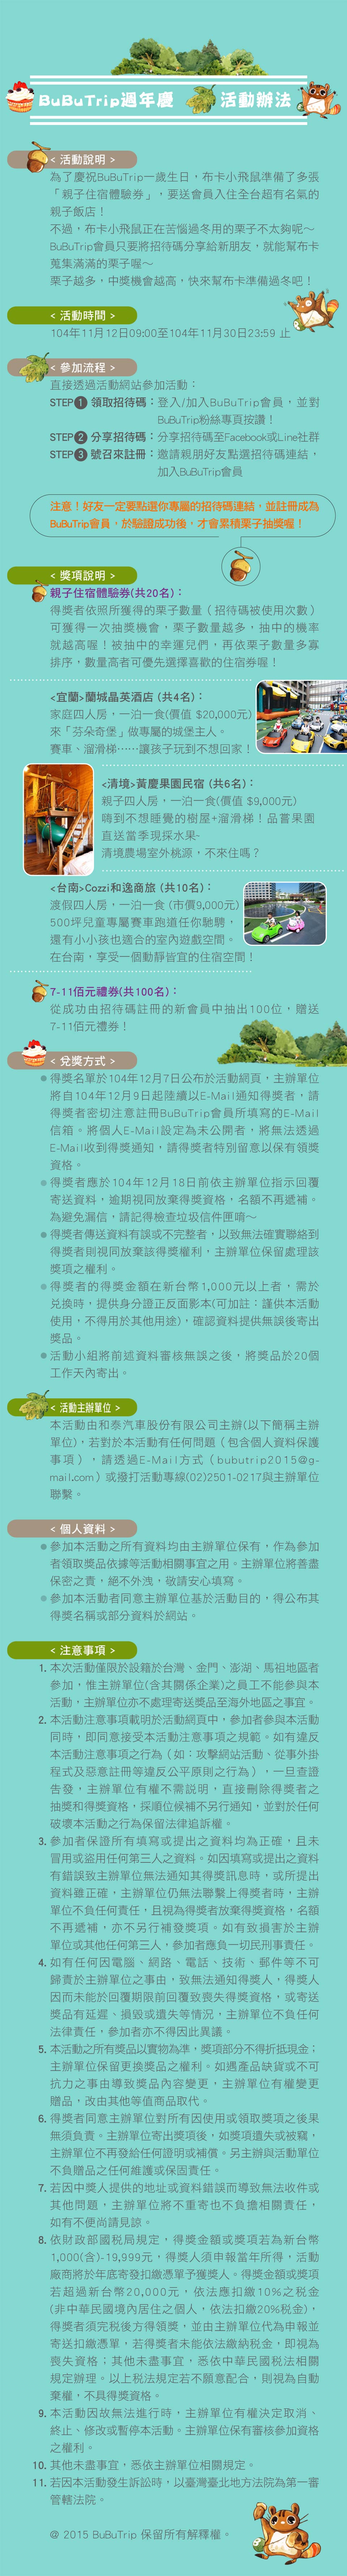 BuBuTrip週年慶 活動辦法
< 活動說明 >
為了慶祝BuBuTrip一歲生日，布卡小飛鼠準備了多張
「親子住宿體驗券」，要送會員入住全台超有名氣的
親子飯店！
不過，布卡小飛鼠正在苦惱過冬用的栗子不太夠呢～
BuBuTrip會員只要將招待碼分享給新朋友，就能幫布卡
蒐集滿滿的栗子喔～
栗子越多，中獎機會越高，快來幫布卡準備過冬吧！
< 活動時間 >
104年11月12日09:00至104年11月30日23:59 止
< 參加流程 >
直接透過活動網站參加活動：
STEP 1 領取招待碼：登入/加入BuBuTrip會員，並對
BuBuTrip粉絲專頁按讚！
STEP 2 分享招待碼：分享招待碼至Facebook或Line社群
STEP 3 號召來註冊：邀請親朋好友點選招待碼連結，
加入BuBuTrip會員
注意！好友一定要點選你專屬的招待碼連結，並註冊成為
BuBuTrip會員，於驗證成功後，才會累積栗子抽獎喔！
< 獎項說明 >
親子住宿體驗券(共20名)：
得獎者依照所獲得的栗子數量（招待碼被使用次數）
可獲得一次抽獎機會，栗子數量越多，抽中的機率
就越高喔！被抽中的幸運兒們，再依栗子數量多寡
排序，數量高者可優先選擇喜歡的住宿券喔！
<宜蘭>蘭城晶英酒店（共4名）：
家庭四人房，一泊一食(價值 $20,000元)
來「芬朵奇堡」做專屬的城堡主人。
賽車、溜滑梯⋯⋯讓孩子玩到不想回家！
<清境>黃慶果園民宿（共6名）：
親子四人房，一泊一食(價值 $9,000元)
嗨到不想睡覺的樹屋+溜滑梯！品嘗果園
直送當季現採水果~
清境農場室外桃源，不來住嗎？
<台南>Cozzi和逸商旅（共10名）：
渡假四人房，一泊一食 (市價9,000元)
500坪兒童專屬賽車跑道任你馳騁，
還有小小孩也適合的室內遊戲空間。
在台南，享受一個動靜皆宜的住宿空間！
7-11佰元禮券(共100名)：
從成功由招待碼註冊的新會員中抽出100位，贈送
7-11佰元禮券！
< 兌獎方式 >
● 得獎名單於104年12月7日公布於活動網頁，主辦單位
將自104年12月9日起陸續以E-Mail通知得獎者，請
得獎者密切注意註冊BuBuTrip會員所填寫的E-Mail
信箱。將個人E-Mail設定為未公開者，將無法透過
E-Mail收到得獎通知，請得獎者特別留意以保有領獎
資格。
● 得獎者應於104年12月18日前依主辦單位指示回覆
寄送資料，逾期視同放棄得獎資格，名額不再遞補。
為避免漏信，請記得檢查垃圾信件匣唷～
● 得獎者傳送資料有誤或不完整者，以致無法確實聯絡到
得獎者則視同放棄該得獎權利，主辦單位保留處理該
獎項之權利。
● 得獎者的得獎金額在新台幣1,000元以上者，需於
兌換時，提供身分證正反面影本(可加註：謹供本活動
使用，不得用於其他用途)，確認資料提供無誤後寄出
獎品。
● 活動小組將前述資料審核無誤之後，將獎品於20個
工作天內寄出。
< 活動主辦單位 >
本活動由和泰汽車股份有限公司主辦(以下簡稱主辦
單位)，若對於本活動有任何問題（包含個人資料保護
事項），請透過E-Mail方式（bubutrip2015@g-
mail.com）或撥打活動專線(02)2501-0217與主辦單位
聯繫。
< 個人資料 >
● 參加本活動之所有資料均由主辦單位保有，作為參加
者領取獎品依據等活動相關事宜之用。主辦單位將善盡
保密之責，絕不外洩，敬請安心填寫。
● 參加本活動者同意主辦單位基於活動目的，得公布其
得獎名稱或部分資料於網站。
< 注意事項 >
1. 本次活動僅限於設籍於台灣、金門、澎湖、馬祖地區者
參加，惟主辦單位(含其關係企業)之員工不能參與本
活動，主辦單位亦不處理寄送獎品至海外地區之事宜。
2. 本活動注意事項載明於活動網頁中，參加者參與本活動
同時，即同意接受本活動注意事項之規範。如有違反
本活動注意事項之行為（如：攻擊網站活動、從事外掛
程式及惡意註冊等違反公平原則之行為），一旦查證
告發，主辦單位有權不需說明，直接刪除得獎者之
抽獎和得獎資格，採順位候補不另行通知，並對於任何
破壞本活動之行為保留法律追訴權。
3. 參加者保證所有填寫或提出之資料均為正確，且未
冒用或盜用任何第三人之資料。如因填寫或提出之資料
有錯誤致主辦單位無法通知其得獎訊息時，或所提出
資料雖正確，主辦單位仍無法聯繫上得獎者時，主辦
單位不負任何責任，且視為得獎者放棄得獎資格，名額
不再遞補，亦不另行補發獎項。如有致損害於主辦
單位或其他任何第三人，參加者應負一切民刑事責任。
4. 如有任何因電腦、網路、電話、技術、郵件等不可
歸責於主辦單位之事由，致無法通知得獎人，得獎人
因而未能於回覆期限前回覆致喪失得獎資格，或寄送
獎品有延遲、損毀或遺失等情況，主辦單位不負任何
法律責任，參加者亦不得因此異議。
5. 本活動之所有獎品以實物為準，獎項部分不得折抵現金；
主辦單位保留更換獎品之權利。如遇產品缺貨或不可
抗力之事由導致獎品內容變更，主辦單位有權變更
贈品，改由其他等值商品取代。
6. 得獎者同意主辦單位對所有因使用或領取獎項之後果
無須負責。主辦單位寄出獎項後，如獎項遺失或被竊，
主辦單位不再發給任何證明或補償。另主辦與活動單位
不負贈品之任何維護或保固責任。
7. 若因中獎人提供的地址或資料錯誤而導致無法收件或
其他問題，主辦單位將不重寄也不負擔相關責任，
如有不便尚請見諒。
8. 依財政部國稅局規定，得獎金額或獎項若為新台幣
1,000(含)-19,999元，得獎人須申報當年所得，活動
廠商將於年底寄發扣繳憑單予獲獎人。得獎金額或獎項
若超過新台幣20,000元，依法應扣繳10%之稅金
(非中華民國境內居住之個人，依法扣繳20%稅金)，
得獎者須完稅後方得領獎，並由主辦單位代為申報並
寄送扣繳憑單，若得獎者未能依法繳納稅金，即視為
喪失資格；其他未盡事宜，悉依中華民國稅法相關
規定辦理。以上稅法規定若不願意配合，則視為自動
棄權，不具得獎資格。
9. 本活動因故無法進行時，主辦單位有權決定取消、
終止、修改或暫停本活動。主辦單位保有審核參加資格
之權利。
10. 其他未盡事宜，悉依主辦單位相關規定。
11. 若因本活動發生訴訟時，以臺灣臺北地方法院為第一審
管轄法院。
@ 2015 BuBuTrip 保留所有解釋權。